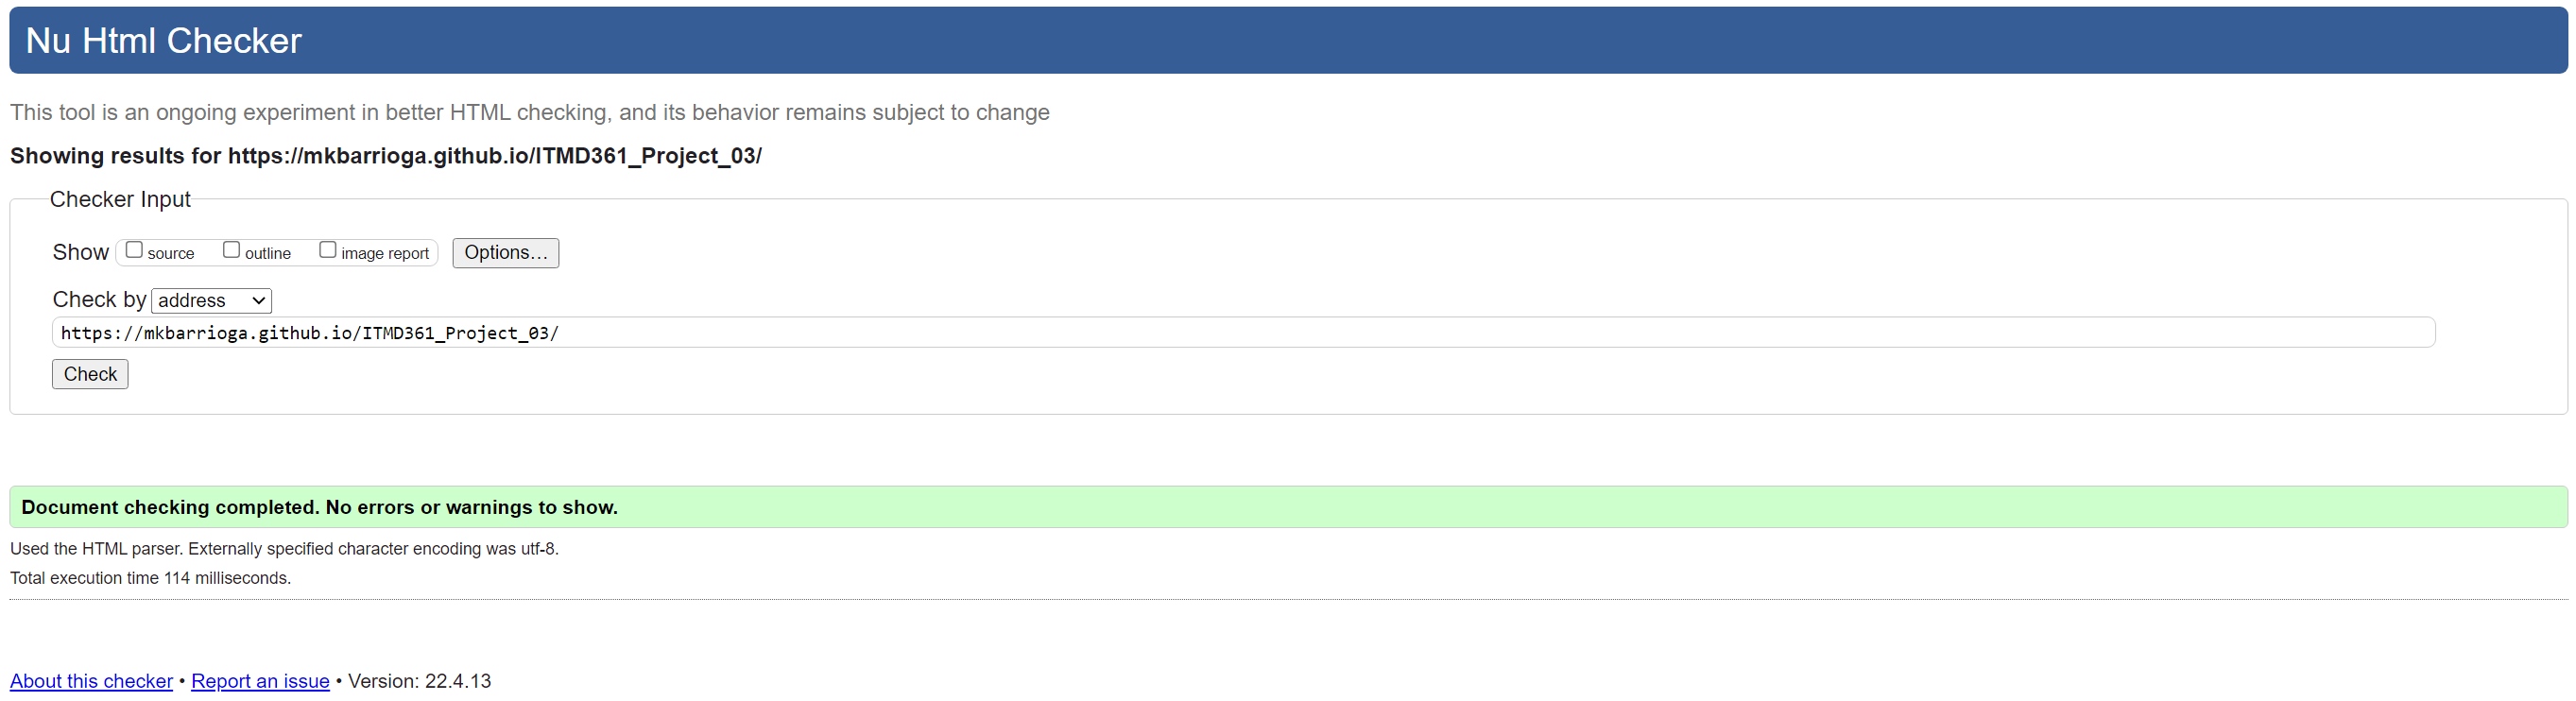 Nu Html Checker
This tool is an ongoing experiment in better HTML checking, and its behavior remains subject to change
Showing results for https://mkbarrioga.github.io/ITMD361_Project_03/
Checker Input
Show source outline image report Options...
Check by address
https://mkbarrioga.github.io/ITMD361_Project_03/
Check
Document checking completed. No errors or warnings to show.
Used the HTML parser. Externally specified character encoding was utf-8.
Total execution time 114 milliseconds.
About this checker • Report an issue • Version: 22.4.13